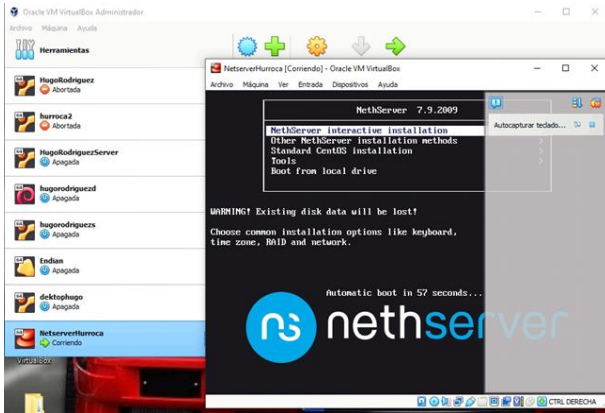 Oracle VM VirtualBox Administrador
Archivo Máquina Ayuda
Herramientas
HugoRodriguez
Abortada
hurroca2
Abortada
HugoRodriguezServer
Apagada
hugorodriguezd
Apagada
hugorodriguezs
Apagada
Endian
Apagada
dektophugo
Apagada
NetserverHurroca
Corriendo
VirtualBox
NetserverHurroca [Corriendo] - Oracle VM VirtualBox
Archivo Máquina Ver Entrada Dispositivos Ayuda
NethServer 7.9.2009
NethServer interactive installation
Other NethServer installation methods
Standard CentOS installation
Tools
Boot from local drive
WARNING! Existing disk data will be lost!
Choose common installation options like keyboard,
time zone, RAID and network.
Automatic boot in 57 seconds...
ns nethserver
Autocapturar teclado...
CTRL DERECHA